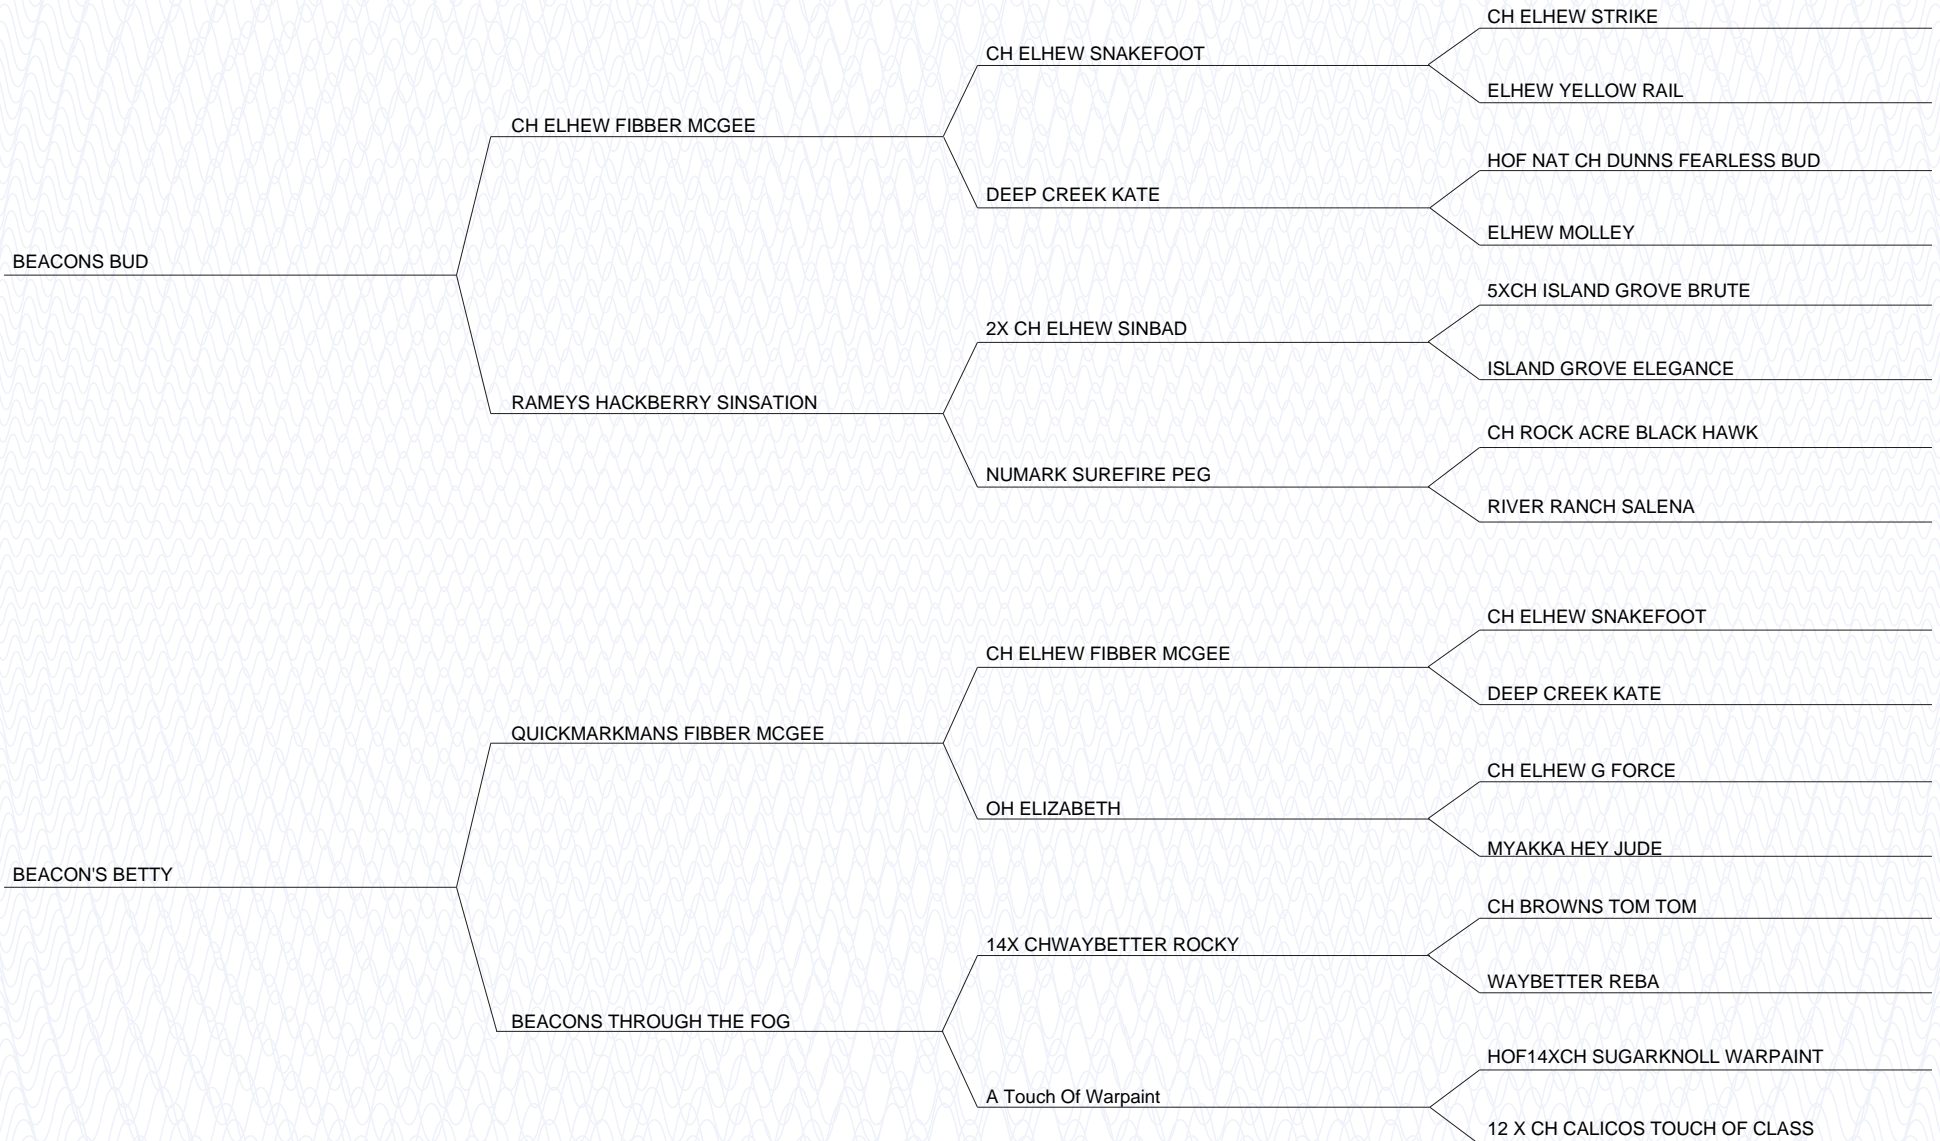 CH ELHEW STRIKE
CH ELHEW SNAKEFOOT
ELHEW YELLOW RAIL
CH ELHEW FIBBER MCGEE
HOF NAT CH DUNNS FEARLESS BUD
DEEP CREEK KATE
ELHEW MOLLEY
BEACONS BUD
5XCH ISLAND GROVE BRUTE
2X CH ELHEW SINBAD
ISLAND GROVE ELEGANCE
RAMEYS HACKBERRY SINSATION
CH ROCK ACRE BLACK HAWK
NUMARK SUREFIRE PEG
RIVER RANCH SALENA
CH ELHEW SNAKEFOOT
CH ELHEW FIBBER MCGEE
DEEP CREEK KATE
QUICKMARKMANS FIBBER MCGEE
CH ELHEW G FORCE
OH ELIZABETH
MYAKKA HEY JUDE
BEACON'S BETTY
CH BROWNS TOM TOM
14X CHWAYBETTER ROCKY
WAYBETTER REBA
BEACONS THROUGH THE FOG
HOF14XCH SUGARKNOLL WARPAINT
A Touch Of Warpaint
12 X CH CALICOS TOUCH OF CLASS